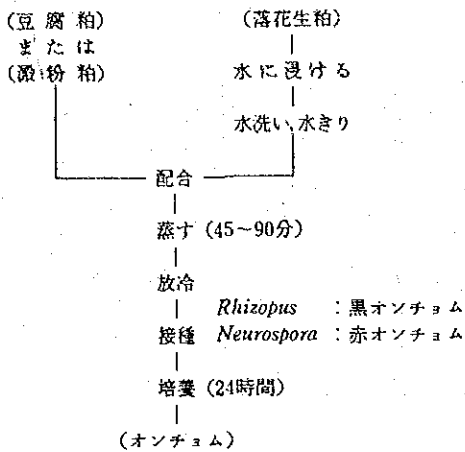 (豆腐粕)
または
(澱粉粕)
(落花生粕)
水に浸ける
水洗い、水きり
配合
蒸す (45~90分)
放冷
Rhizopus : 黒オンチョム
接種 Neurospora : 赤オンチョム
培養 (24時間)
(オンチョム)